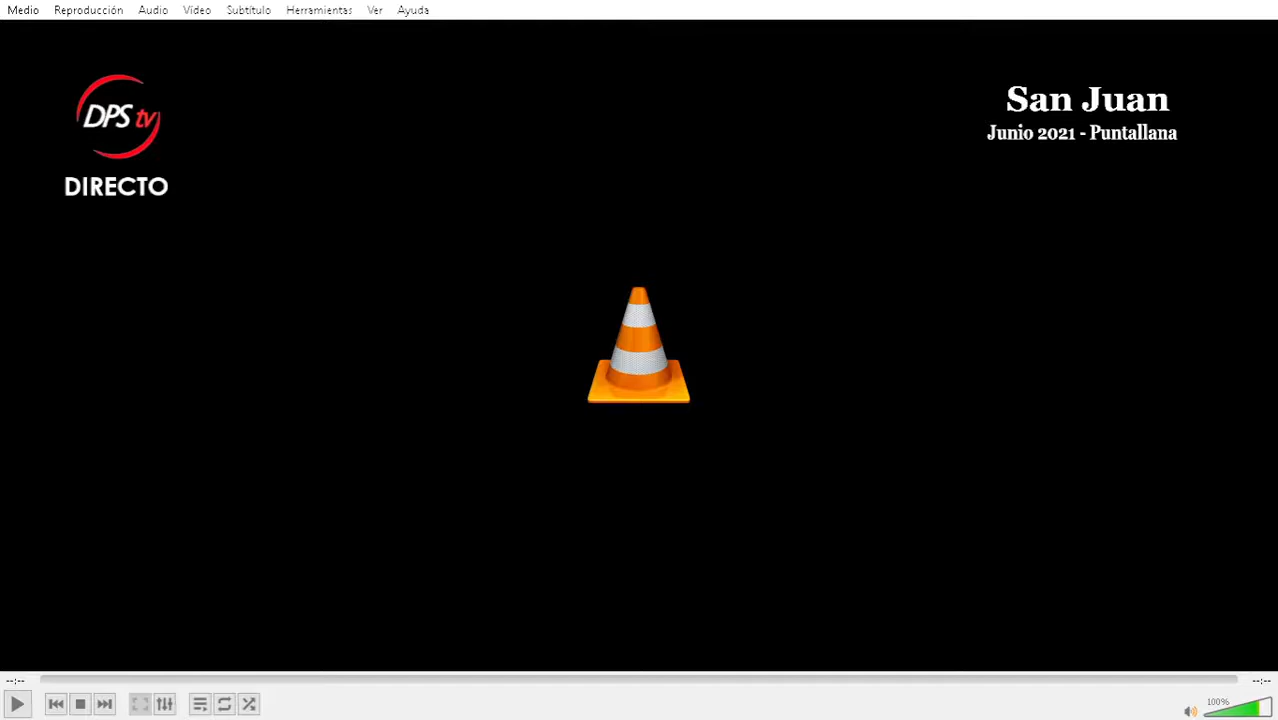 Medio Reproducción Audio Vídeo Subtítulo Herramientas Ver Ayuda
DPS tv
DIRECTO
San Juan
Junio 2021 - Puntallana
--:-- --:--
100%